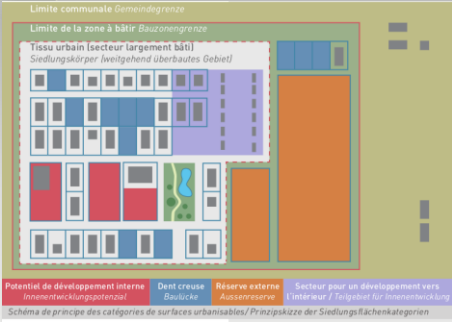 Limite communale Gemeindegrenze
Limite de la zone à bâtir Bauzonengrenze
Tissu urbain (secteur largement bâti)
Siedlungskörper (weitgehend überbautes Gebiet)
Potentiel de développement interne
Innenentwicklungspotenzial
Dent creuse
Baulücke
Réserve externe
Aussenreserve
Secteur pour un développement vers
l'intérieur / Teilgebiet für Innenentwicklung
Schéma de principe des catégories de surfaces urbanisables/ Prinzipskizze der Siedlungsflächenkategorien